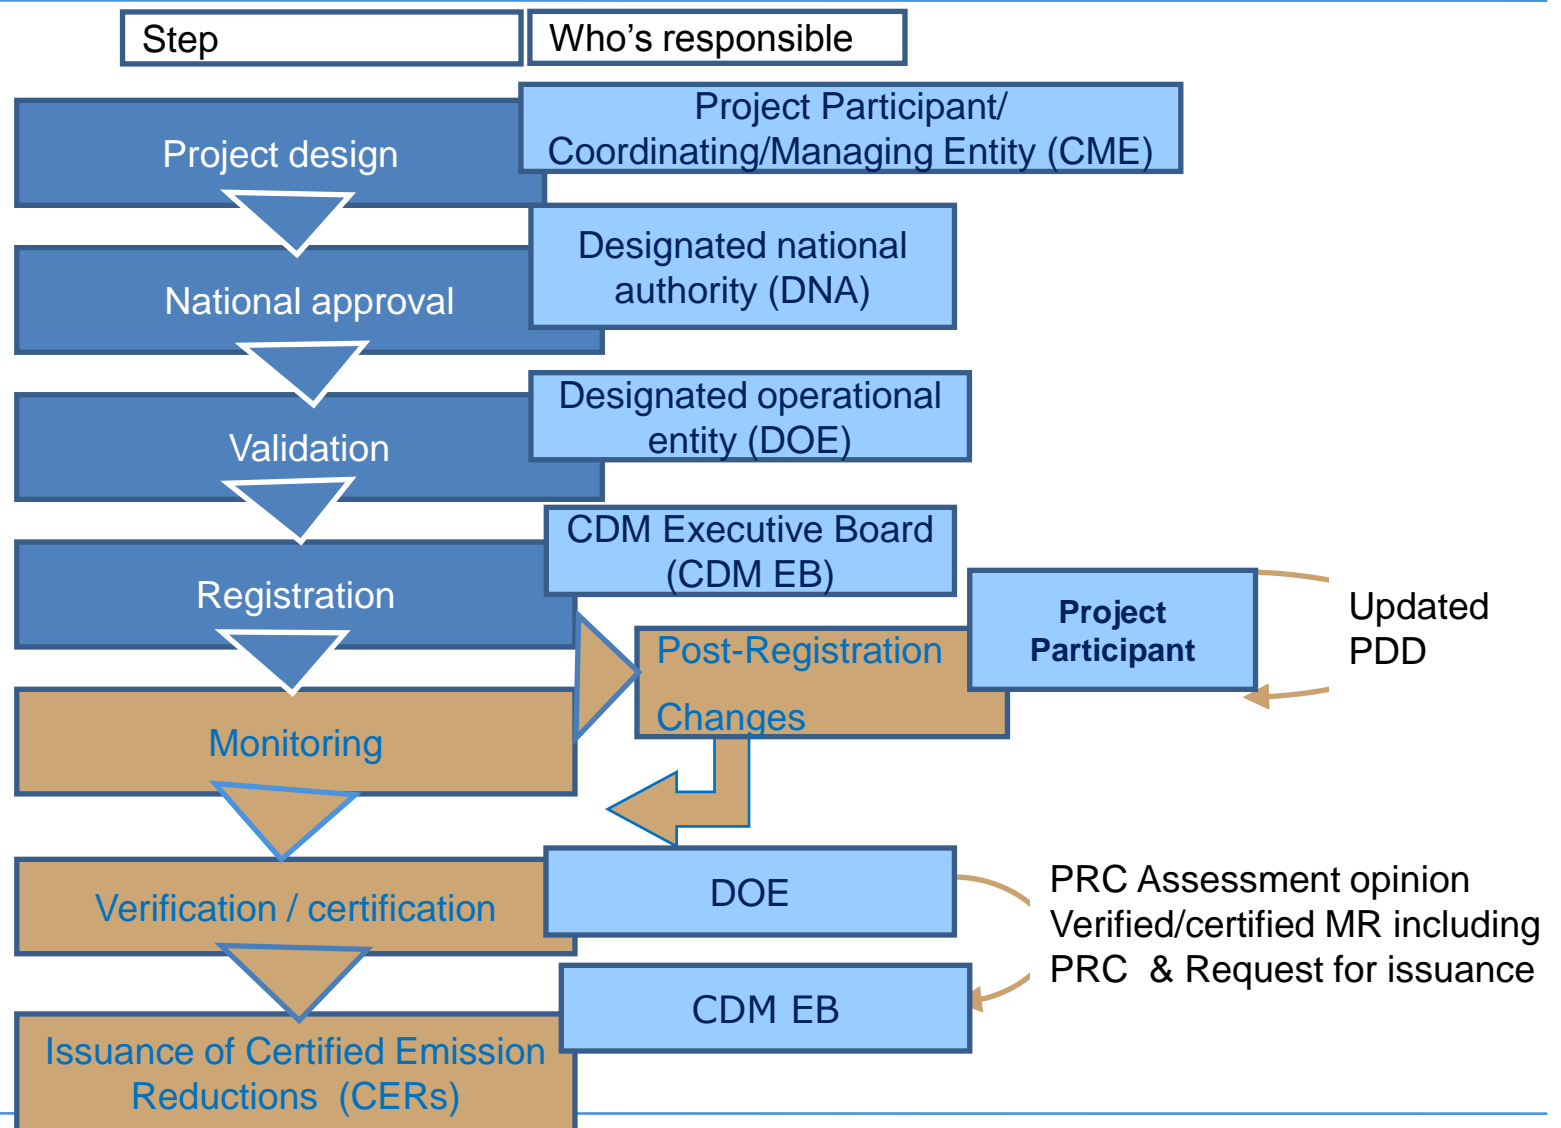 Step
Who's responsible
Project design
Project Participant/
Coordinating/Managing Entity (CME)
National approval
Designated national
authority (DNA)
Validation
Designated operational
entity (DOE)
Registration
CDM Executive Board
(CDM EB)
Post-Registration
Changes
Project
Participant
Updated
PDD
Monitoring
Verification / certification
DOE
PRC Assessment opinion
Verified/certified MR including
PRC & Request for issuance
CDM EB
Issuance of Certified Emission
Reductions (CERs)